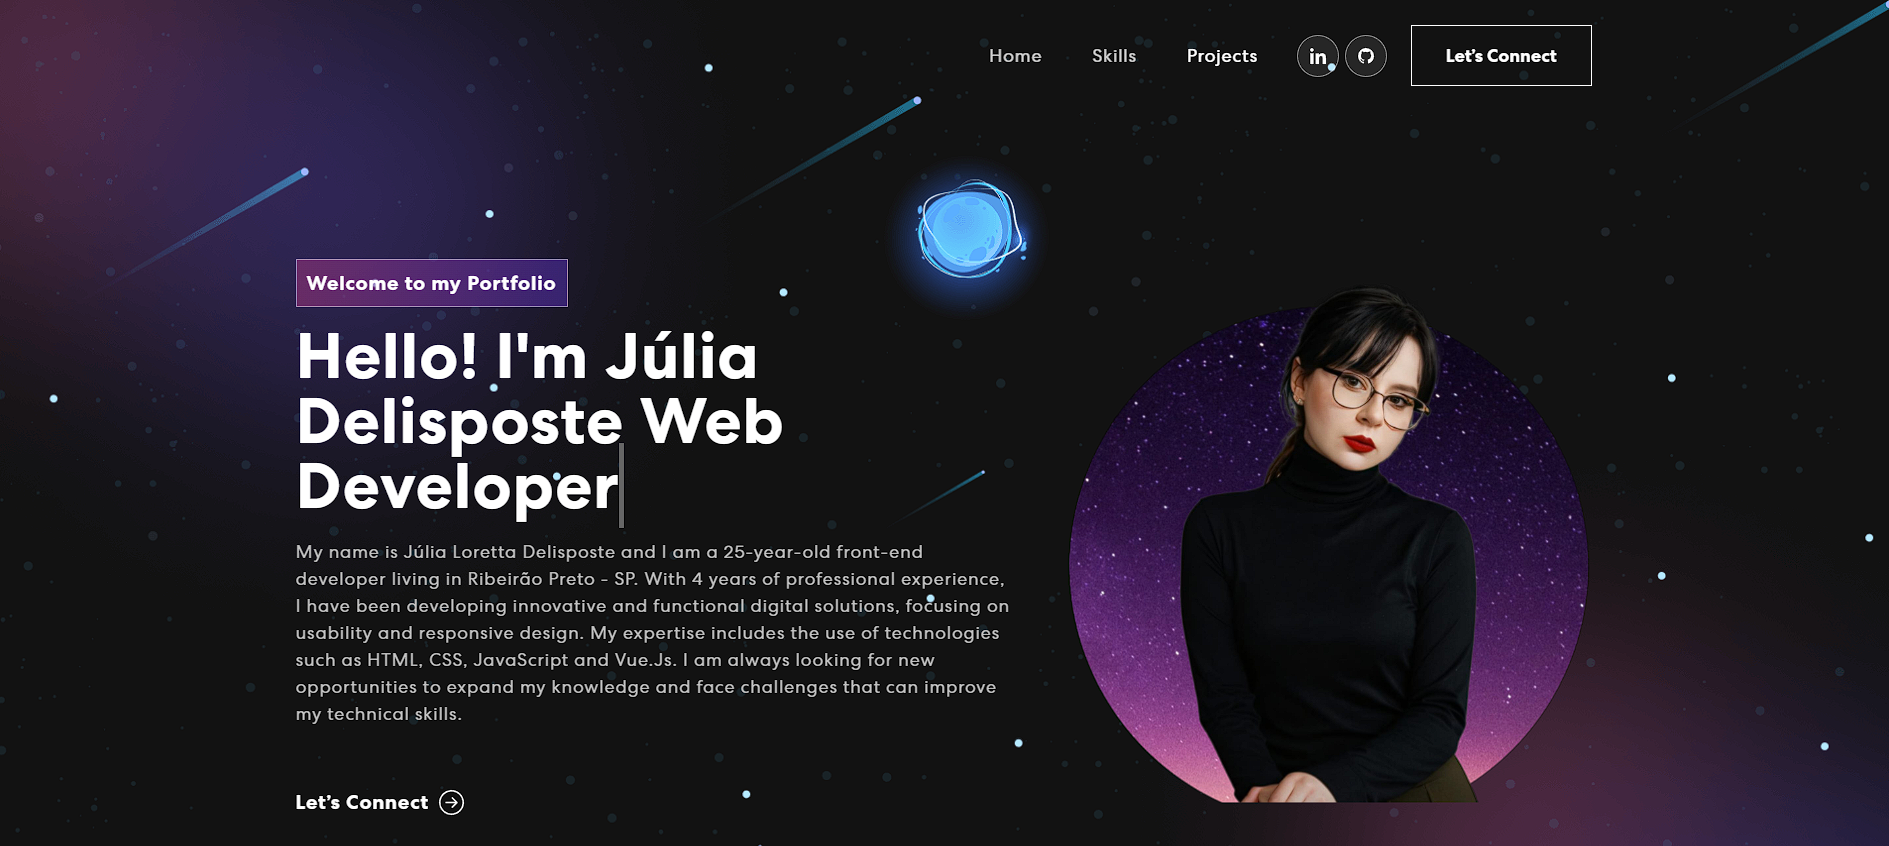 Home Skills Projects in Let's Connect
Welcome to my Portfolio
Hello! I'm Júlia
Delisposte Web
Developer
My name is Júlia Loretta Delisposte and I am a 25-year-old front-end
developer living in Ribeirão Preto - SP. With 4 years of professional experience,
I have been developing innovative and functional digital solutions, focusing on
usability and responsive design. My expertise includes the use of technologies
such as HTML, CSS, JavaScript and Vue.Js. I am always looking for new
opportunities to expand my knowledge and face challenges that can improve
my technical skills.
Let's Connect